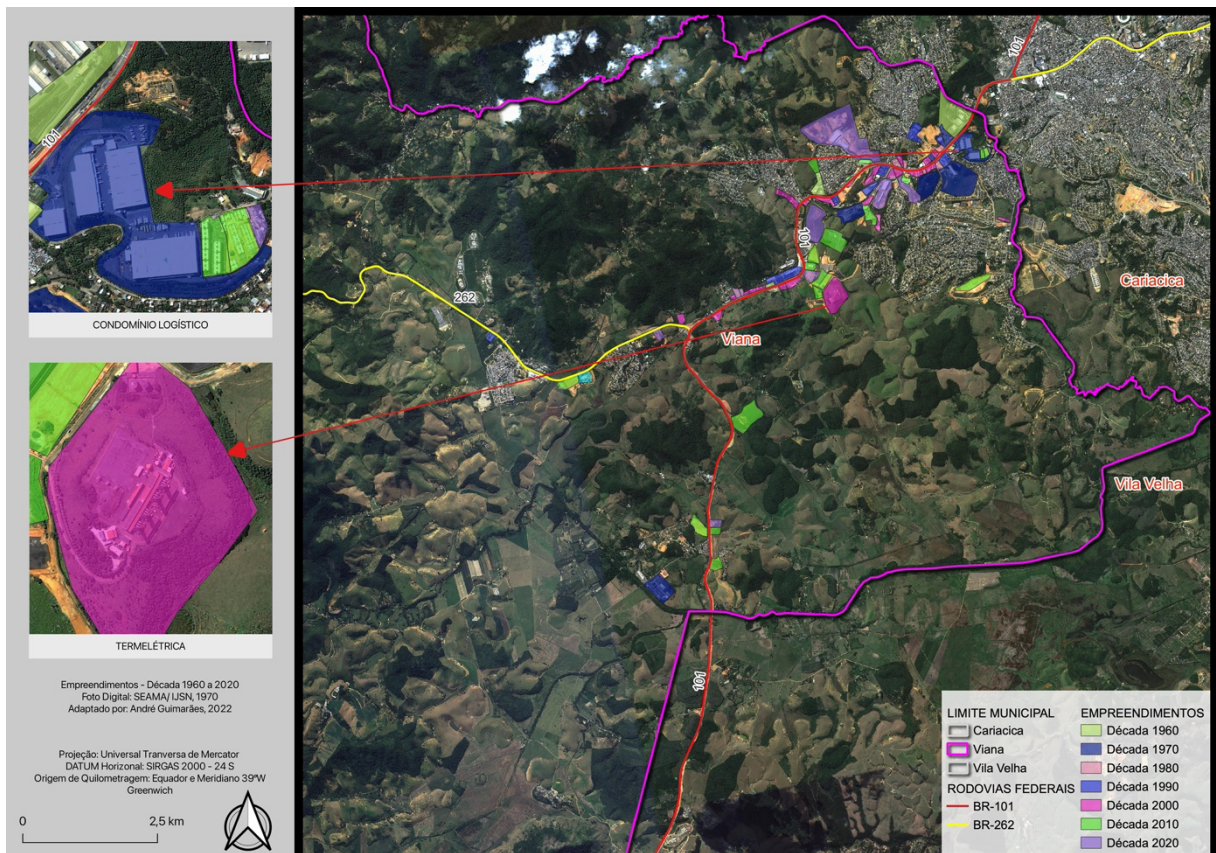 101
CONDOMÍNIO LOGÍSTICO
TERMELÉTRICA
Empreendimentos - Década 1960 a 2020
Foto Digital: SEAMA/ IJSN, 1970
Adaptado por: André Guimarães, 2022
Projeção: Universal Tranversa de Mercator
DATUM Horizonal: SIRGAS 2000 - 24 S
Origem de Quilometragem: Equador e Meridiano 39ºW
Greenwich
0 2,5 km
101
101
262
Cariacica
Viana
Vila Velha
101
LIMITE MUNICIPAL
Cariacica
Viana
Vila Velha
RODOVIAS FEDERAIS
BR-101
BR-262
EMPREENDIMENTOS
Década 1960
Década 1970
Década 1980
Década 1990
Década 2000
Década 2010
Década 2020